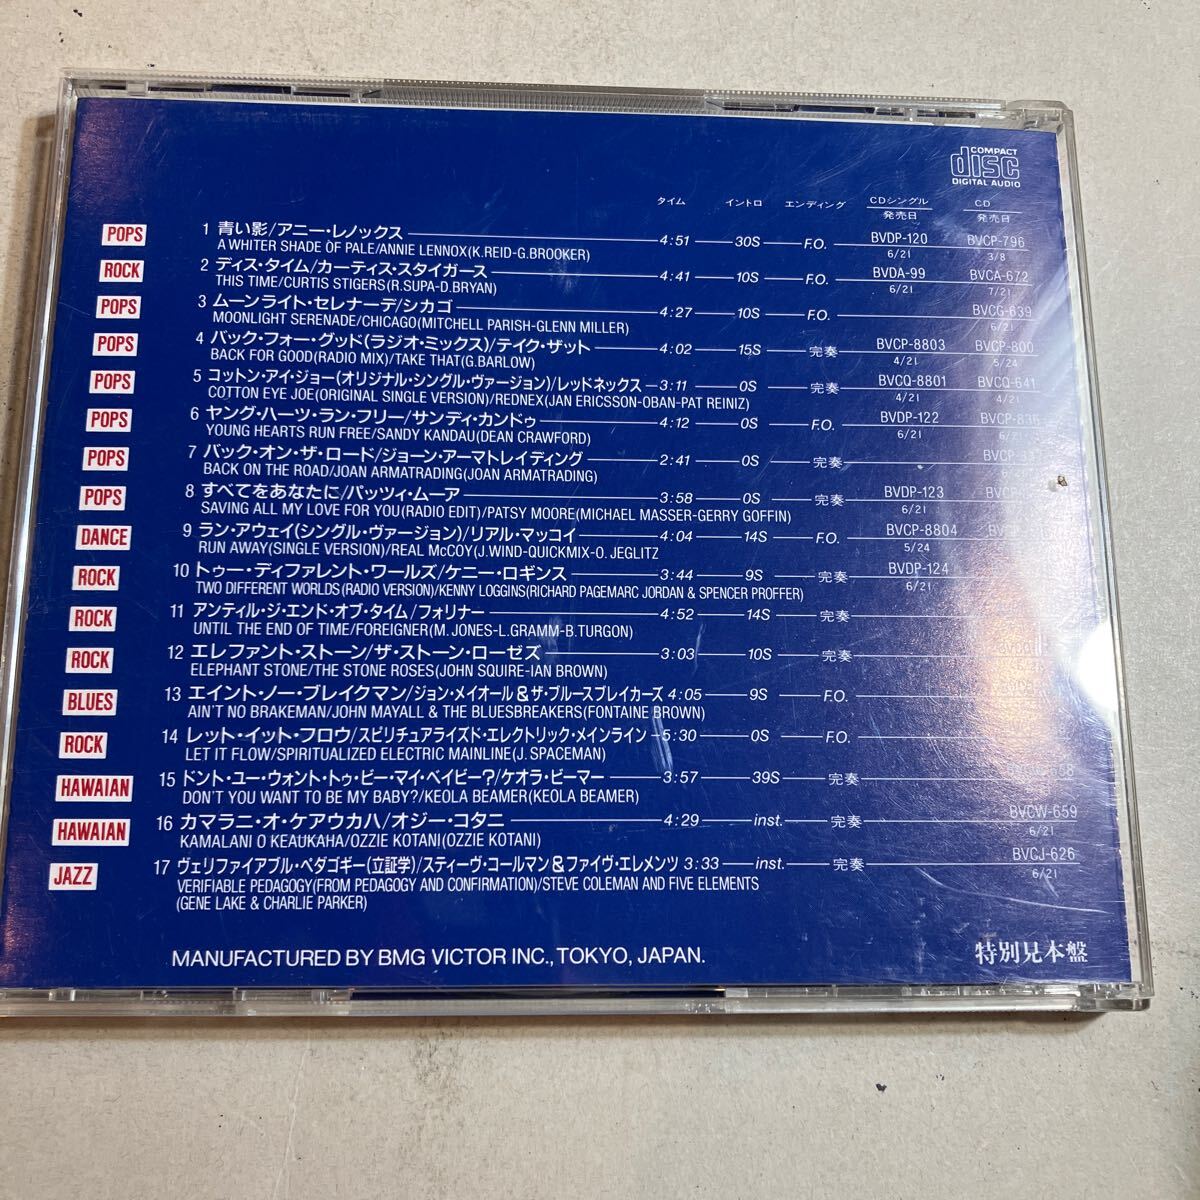 COMPACT
disc
DIGITAL AUDIO
タイム イントロ エンディング CDシングル CD
発売日 発売日
POPS 1 青い影/アニー・レノックス 4:51 30S F.O. BVDP-120 BVCP-796
A WHITER SHADE OF PALE/ANNIE LENNOX(K.REID-G.BROOKER) 6/21 3/8
ROCK 2 ディス・タイム/カーティス・スタイガース 4:41 10S F.O. BVDA-99 BVCA-672
THIS TIME/CURTIS STIGERS(R.SUPA-D.BRYAN) 6/21 7/21
POPS 3 ムーンライト・セレナーデ/シカゴ 4:27 10S F.O. BVCG-639
MOONLIGHT SERENADE/CHICAGO(MITCHELL PARISH-GLENN MILLER) 6/21
POPS 4 バック・フォー・グッド(ラジオ・ミックス)/テイク・ザット 4:02 15S 完奏 BVCP-8803 BVCP-800
BACK FOR GOOD(RADIO MIX)/TAKE THAT(G.BARLOW) 4/21 5/24
POPS 5 コットン・アイ・ジョー(オリジナル・シングル・ヴァージョン)/レッドネックス 3:11 0S 完奏 BVCQ-8801 BVCQ-641
COTTON EYE JOE(ORIGINAL SINGLE VERSION)/REDNEX(JAN ERICSSON-OBAN-PAT REINIZ) 4/21 4/21
POPS 6 ヤング・ハーツ・ラン・フリー/サンディ・カンドゥ 4:12 0S F.O. BVDP-122 BVCP-836
YOUNG HEARTS RUN FREE/SANDY KANDAU(DEAN CRAWFORD) 6/21 6/21
POPS 7 バック・オン・ザ・ロード/ジョーン・アーマトレイディング 2:41 0S 完奏
BACK ON THE ROAD/JOAN ARMATRADING(JOAN ARMATRADING)
POPS 8 すべてをあなたに/パッツィ・ムーア 3:58 0S 完奏 BVDP-123
SAVING ALL MY LOVE FOR YOU(RADIO EDIT)/PATSY MOORE(MICHAEL MASSER-GERRY GOFFIN) 6/21
DANCE 9 ラン・アウェイ(シングル・ヴァージョン)/リアル・マッコイ 4:04 14S F.O. BVCP-8804
RUN AWAY(SINGLE VERSION)/REAL McCOY(J.WIND-QUICKMIX-O. JEGLITZ 5/24
ROCK 10 トゥー・ディファレント・ワールズ/ケニー・ロギンス 3:44 9S 完奏 BVDP-124
TWO DIFFERENT WORLDS(RADIO VERSION)/KENNY LOGGINS(RICHARD PAGEMARC JORDAN & SPENCER PROFFER) 6/21
ROCK 11 アンティル・ジ・エンド・オブ・タイム/フォリナー 4:52 14S 完奏
UNTIL THE END OF TIME/FOREIGNER(M. JONES-L.GRAMM-B.TURGON)
ROCK 12 エレファント・ストーン/ザ・ストーン・ローゼズ 3:03 10S 完奏
ELEPHANT STONE/THE STONE ROSES(JOHN SQUIRE-IAN BROWN)
BLUES 13 エイント・ノー・ブレイクマン/ジョン・メイオール&ザ・ブルースブレイカーズ 4:05 9S F.O.
AIN'T NO BRAKEMAN/JOHN MAYALL & THE BLUESBREAKERS(FONTAINE BROWN)
ROCK 14 レット・イット・フロウ/スピリチュアライズド・エレクトリック・メインライン 5:30 0S F.O.
LET IT FLOW/SPIRITUALIZED ELECTRIC MAINLINE(J. SPACEMAN)
HAWAIAN 15 ドント・ユー・ウォント・トゥ・ビー・マイ・ベイビー?/ケオラ・ビーマー 3:57 39S 完奏
DON'T YOU WANT TO BE MY BABY?/KEOLA BEAMER(KEOLA BEAMER)
HAWAIAN 16 カマラニ・オ・ケアウカハ/オジー・コタニ 4:29 inst. 完奏 BVCW-659
KAMALANI O KEAUKAHA/OZZIE KOTANI(OZZIE KOTANI) 6/21
JAZZ 17 ヴェリファイアブル・ペダゴギー(立証学)/スティーヴ・コールマン&ファイヴ・エレメンツ 3:33 inst. 完奏 BVCJ-626
VERIFIABLE PEDAGOGY(FROM PEDAGOGY AND CONFIRMATION)/STEVE COLEMAN AND FIVE ELEMENTS 6/21
(GENE LAKE & CHARLIE PARKER)
MANUFACTURED BY BMG VICTOR INC., TOKYO, JAPAN.
特別見本盤